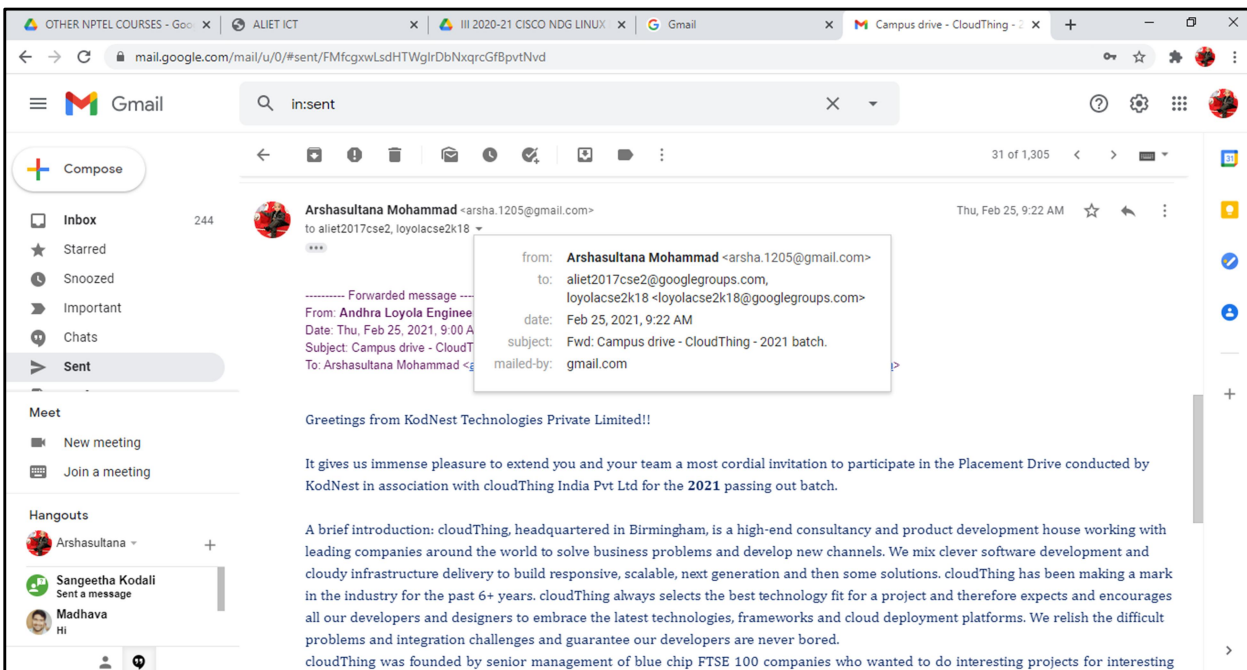 OTHER NPTEL COURSES - Goo
ALIET ICT
III 2020-21 CISCO NDG LINUX
Gmail
Campus drive - CloudThing - 2
mail.google.com/mail/u/0/#sent/FMfcgxwLsdHTWglrDbNxqrcGfBpvtNvd
Gmail
in:sent
Compose
31 of 1,305
31
Inbox 244
Starred
Snoozed
Important
Chats
Sent
Meet
New meeting
Join a meeting
Hangouts
Arshasultana
Sangeetha Kodali
Sent a message
Madhava
Hi
Arshasultana Mohammad <arsha.1205@gmail.com>
Thu, Feb 25, 9:22 AM
to aliet2017cse2, loyolacse2k18
from: Arshasultana Mohammad <arsha.1205@gmail.com>
to: aliet2017cse2@googlegroups.com,
loyolacse2k18 <loyolacse2k18@googlegroups.com>
date: Feb 25, 2021, 9:22 AM
subject: Fwd: Campus drive - CloudThing - 2021 batch.
mailed-by: gmail.com
---------- Forwarded message ----
From: Andhra Loyola Enginee
Date: Thu, Feb 25, 2021, 9:00 A
Subject: Campus drive - CloudT
To: Arshasultana Mohammad <
Greetings from KodNest Technologies Private Limited!!
It gives us immense pleasure to extend you and your team a most cordial invitation to participate in the Placement Drive conducted by
KodNest in association with cloudThing India Pvt Ltd for the 2021 passing out batch.
A brief introduction: cloudThing, headquartered in Birmingham, is a high-end consultancy and product development house working with
leading companies around the world to solve business problems and develop new channels. We mix clever software development and
cloudy infrastructure delivery to build responsive, scalable, next generation and then some solutions. cloudThing has been making a mark
in the industry for the past 6+ years. cloudThing always selects the best technology fit for a project and therefore expects and encourages
all our developers and designers to embrace the latest technologies, frameworks and cloud deployment platforms. We relish the difficult
problems and integration challenges and guarantee our developers are never bored.
cloudThing was founded by senior management of blue chip FTSE 100 companies who wanted to do interesting projects for interesting